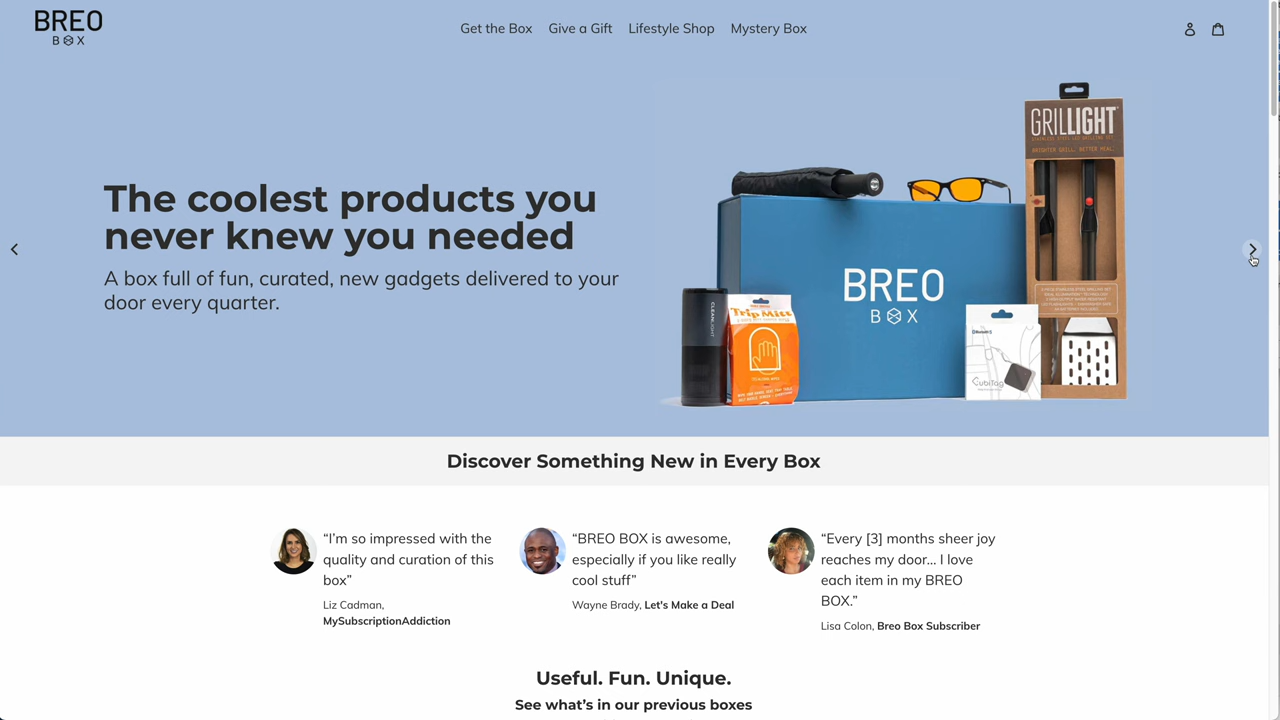 BREO
BOX
Get the Box
Give a Gift
Lifestyle Shop
Mystery Box
The coolest products you
never knew you needed
A box full of fun, curated, new gadgets delivered to your
door every quarter.
GRILLIGHT
BRIGHTER GRILL. BETTER MEAL.
BREO
BOX
CLEANLIGHT
Trip Mitt
CubiTag
Discover Something New in Every Box
“I’m so impressed with the
quality and curation of this
box”
Liz Cadman,
MySubscriptionAddiction
“BREO BOX is awesome,
especially if you like really
cool stuff”
Wayne Brady, Let's Make a Deal
“Every [3] months sheer joy
reaches my door... I love
each item in my BREO
BOX.”
Lisa Colon, Breo Box Subscriber
Useful. Fun. Unique.
See what’s in our previous boxes